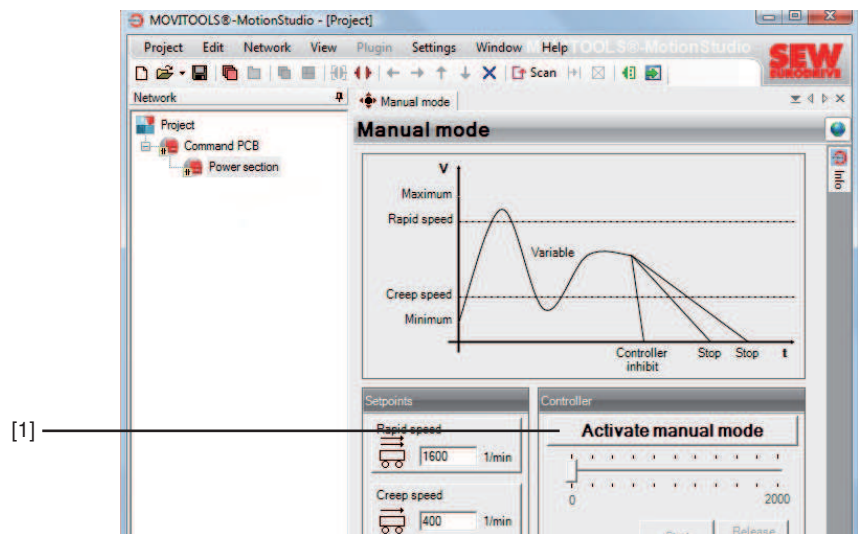 MOVITOOLS®-MotionStudio - [Project]
Project Edit Network View Plugin Settings Window Help
SEW
EURODRIVE
Scan
Network
Manual mode
Project
Command PCB
Power section
Manual mode
Info
V
Maximum
Rapid speed
Variable
Creep speed
Minimum
Controller inhibit
Stop
Stop
t
Setpoints
Controller
[1]
Rapid speed
1600 1/min
Activate manual mode
0 2000
Creep speed
400 1/min
Release